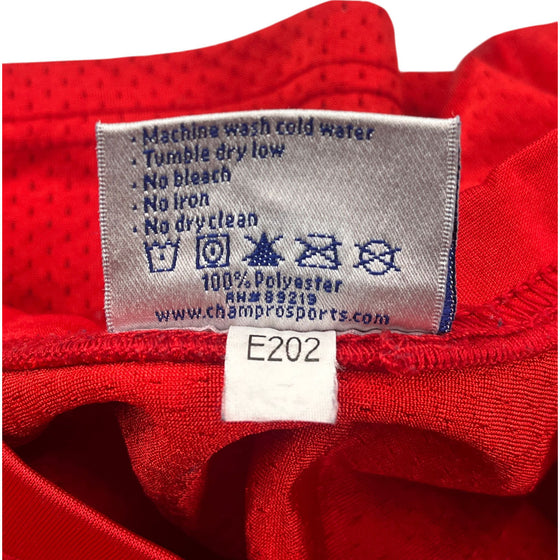 · Machine wash cold water
· Tumble dry low
· No bleach
· No iron
· No dryclean
100% Polyester
AN# 89219
www.champrosports.com
E202